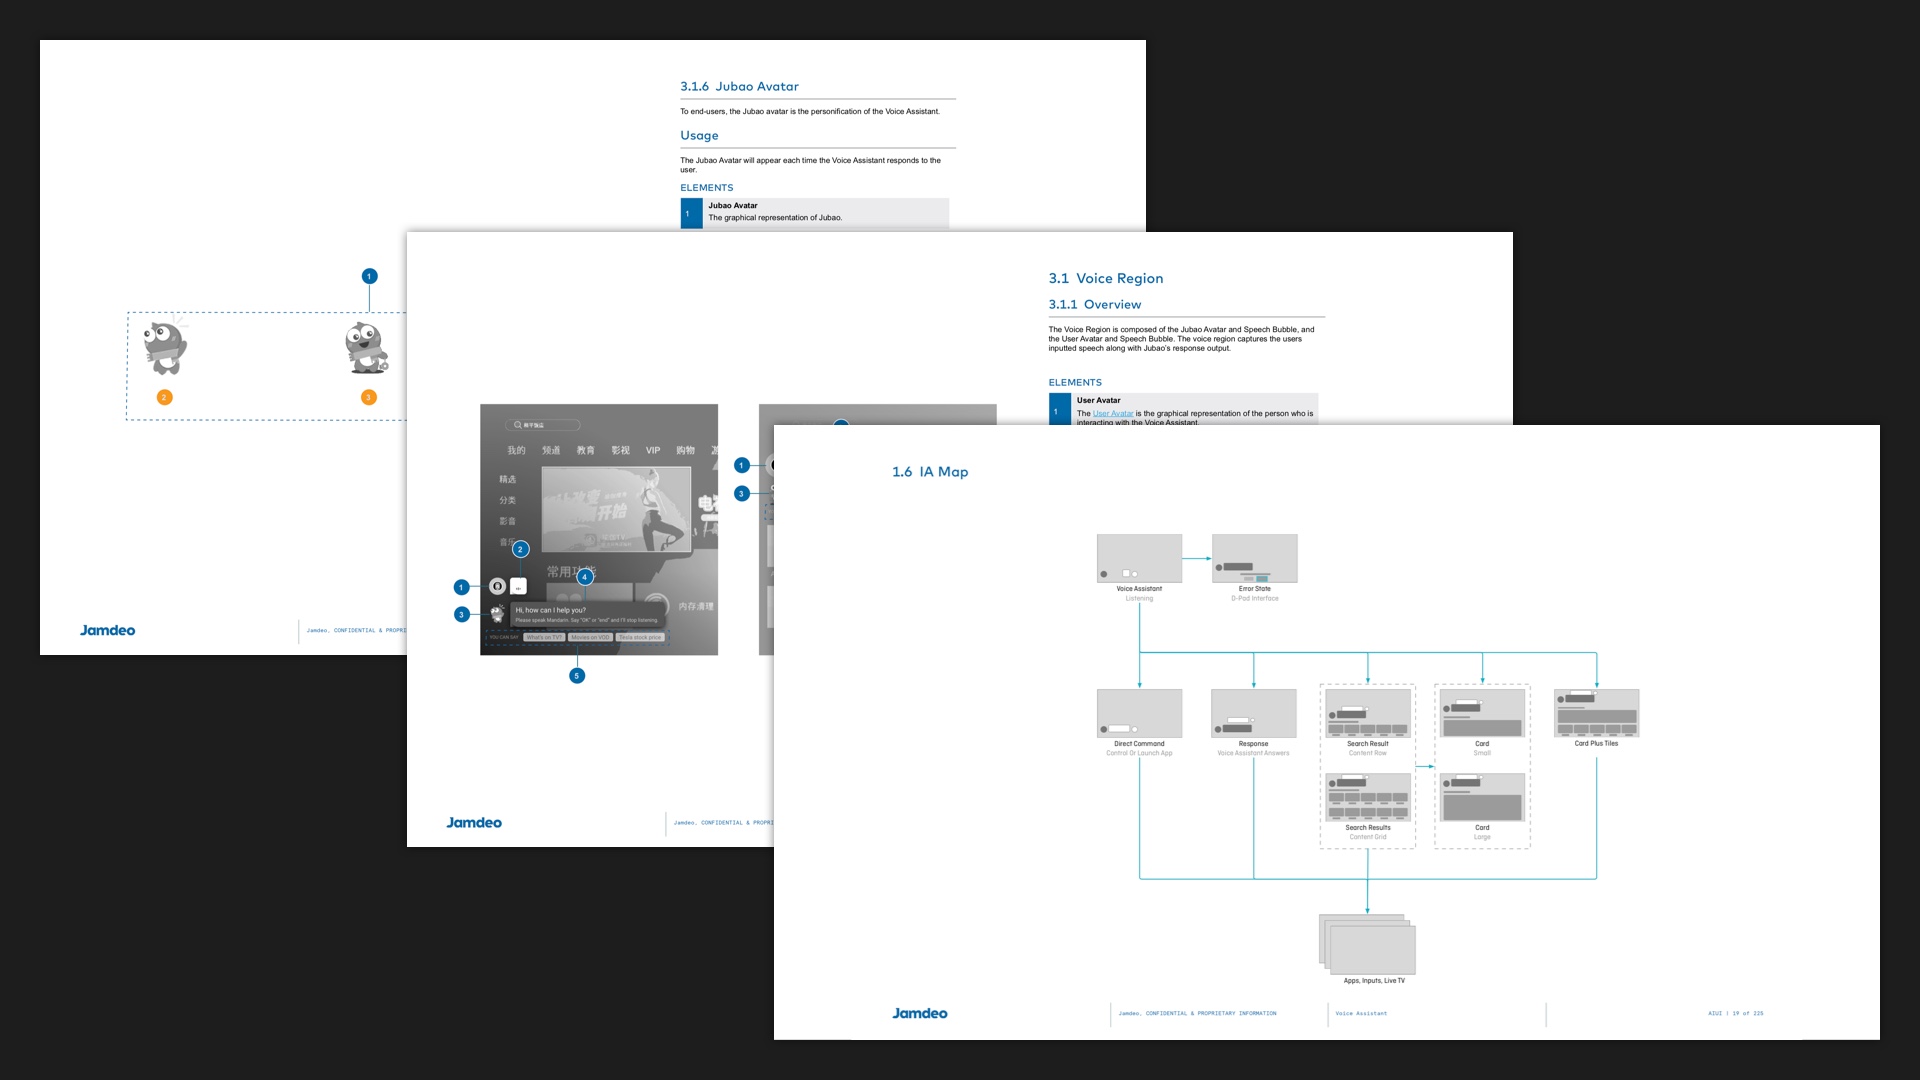 3.1.6 Jubao Avatar
To end-users, the Jubao avatar is the personification of the Voice Assistant.
Usage
The Jubao Avatar will appear each time the Voice Assistant responds to the
user.
ELEMENTS
1
Jubao Avatar
The graphical representation of Jubao.
1
2
3
Jamdeo
Jamdeo, CONFIDENTIAL & PROPRI
3.1 Voice Region
3.1.1 Overview
The Voice Region is composed of the Jubao Avatar and Speech Bubble, and
the User Avatar and Speech Bubble. The voice region captures the users
inputted speech along with Jubao's response output.
ELEMENTS
1
User Avatar
The User Avatar is the graphical representation of the person who is
interacting with the Voice Assistant.
我的 频道 教育 影视 VIP 购物
精选
分类
影音
音乐
开始
常用功能
内存清理
1
2
3
4
5
Hi, how can I help you?
Please speak Mandarin. Say "OK" or "end" and I'll stop listening.
YOU CAN SAY
What's on TV?
Movies on VOD
Tesla stock price
1
3
Jamdeo
Jamdeo, CONFIDENTIAL & PROPRI
1.6 IA Map
Voice Assistant
Listening
Error State
D-Pad Interface
Direct Command
Control Or Launch App
Response
Voice Assistant Answers
Search Result
Content Row
Card
Small
Card Plus Tiles
Search Results
Content Grid
Card
Large
Apps, Inputs, Live TV
Jamdeo
Jamdeo, CONFIDENTIAL & PROPRIETARY INFORMATION
Voice Assistant
AIUI | 19 of 225